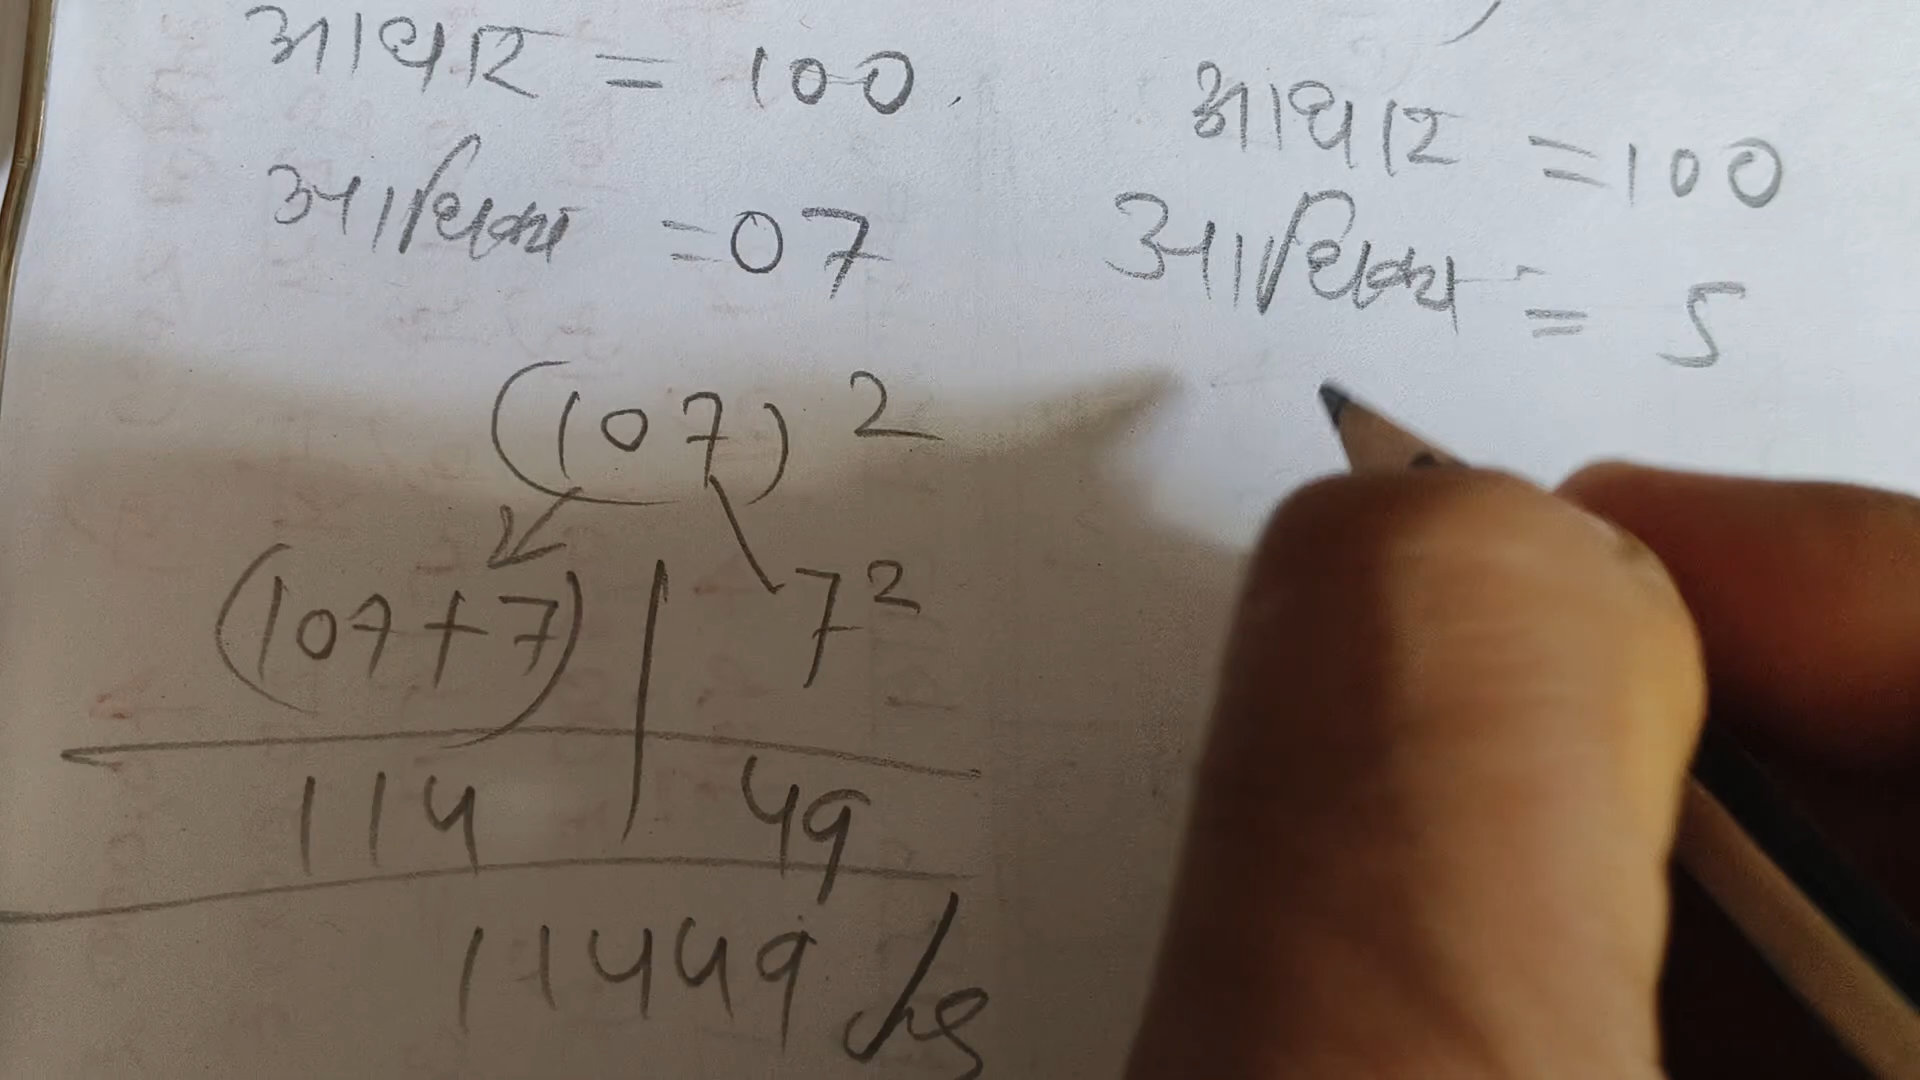 आधार = 100
आधिक्य = 07
(107)²
(107+7) | 7²
114 | 49
11449
आधार = 100
आधिक्य = 5